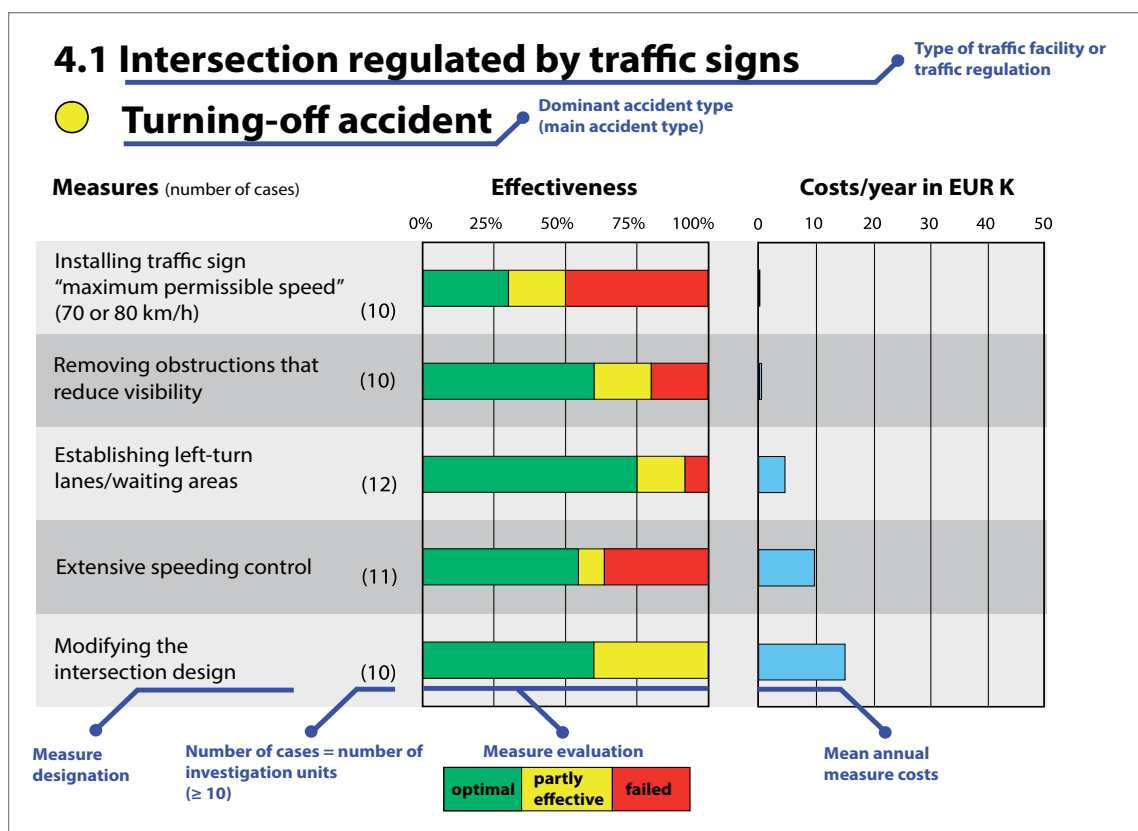 4.1 Intersection regulated by traffic signs
Type of traffic facility or
traffic regulation
Turning-off accident
Dominant accident type
(main accident type)
Measures (number of cases)
Effectiveness
Costs/year in EUR K
0% 25% 50% 75% 100%
0 10 20 30 40 50
Installing traffic sign
“maximum permissible speed”
(70 or 80 km/h) (10)
Removing obstructions that
reduce visibility (10)
Establishing left-turn
lanes/waiting areas (12)
Extensive speeding control (11)
Modifying the
intersection design (10)
Measure
designation
Number of cases = number of
investigation units
(≥ 10)
Measure evaluation
optimal
partly
effective
failed
Mean annual
measure costs